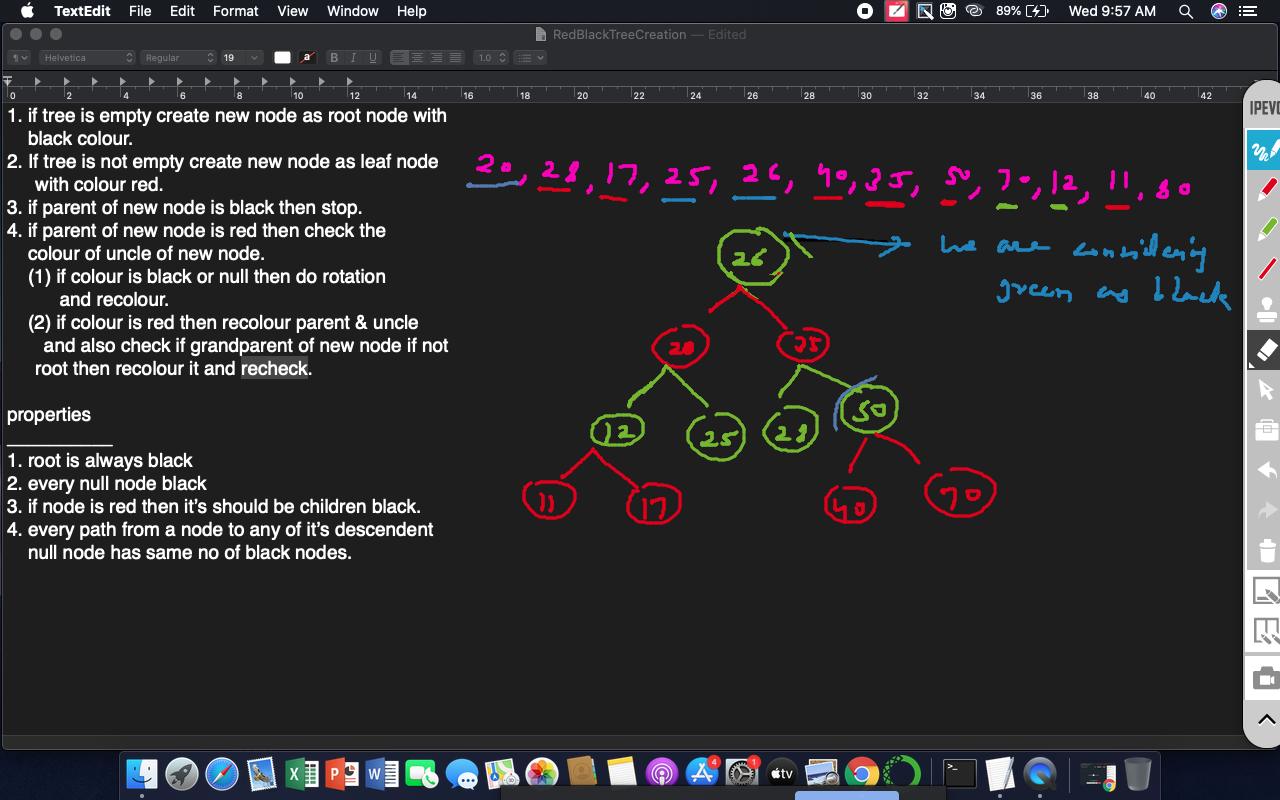 TextEdit File Edit Format View Window Help 89% Wed 9:57 AM
RedBlackTreeCreation — Edited
Helvetica Regular 19 a B I U 1.0
0 2 4 6 8 10 12 14 16 18 20 22 24 26 28 30 32 34 36 38 40 42
IPEVO
1. if tree is empty create new node as root node with
black colour.
2. If tree is not empty create new node as leaf node
with colour red.
3. if parent of new node is black then stop.
4. if parent of new node is red then check the
colour of uncle of new node.
(1) if colour is black or null then do rotation
and recolour.
(2) if colour is red then recolour parent & uncle
and also check if grandparent of new node if not
root then recolour it and recheck.
properties
1. root is always black
2. every null node black
3. if node is red then it's should be children black.
4. every path from a node to any of it's descendent
null node has same no of black nodes.
20, 28, 17, 25, 26, 40, 35, 50, 70, 12, 11, 80
26
we are considering
green as black
20 35
12 25 28 50
11 17 40 70
4 1 tv